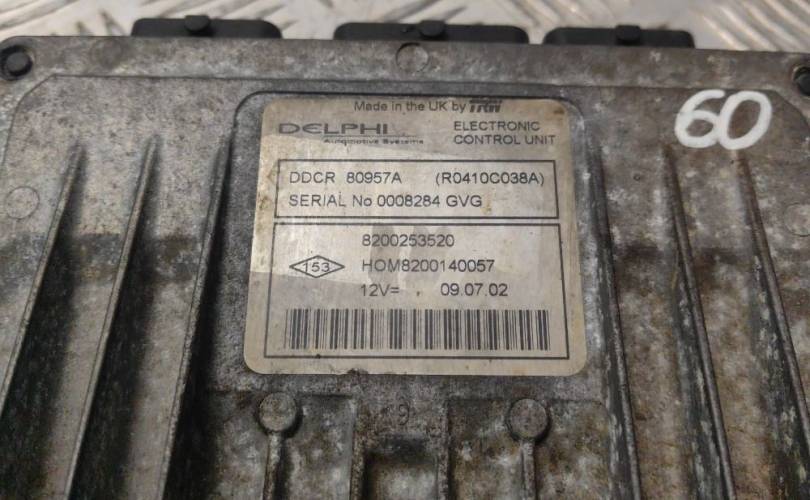 Made in the UK by TRW
DELPHI
Automotive Systems
ELECTRONIC
CONTROL UNIT
60
DDCR 80957A (R0410C038A)
SERIAL No 0008284 GVG
8200253520
153 HOM8200140057
12V= 09.07.02
9